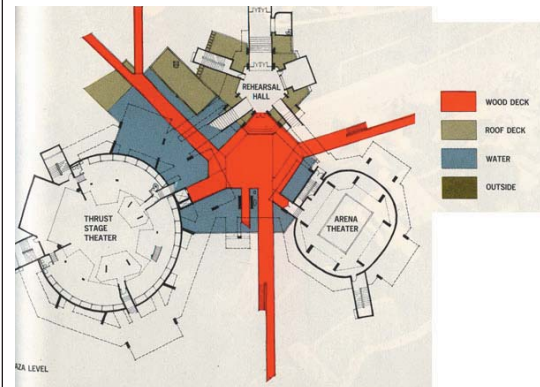 REHEARSAL
HALL
WOOD DECK
ROOF DECK
WATER
OUTSIDE
THRUST
STAGE
THEATER
ARENA
THEATER
AZA LEVEL